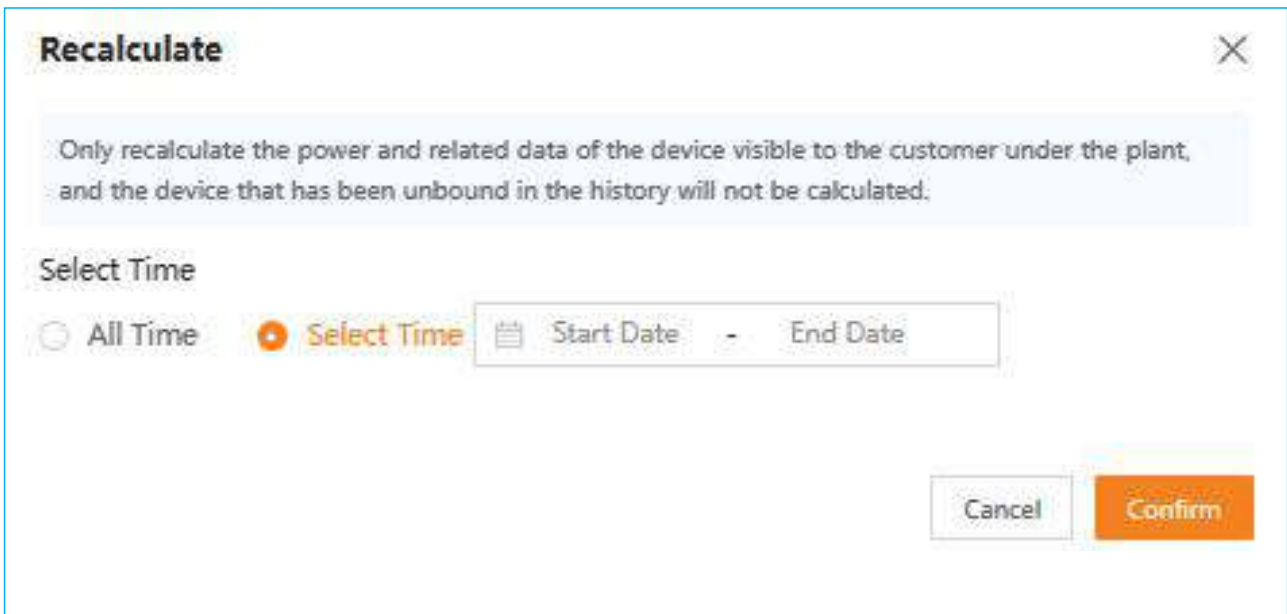 Recalculate
Only recalculate the power and related data of the device visible to the customer under the plant,
and the device that has been unbound in the history will not be calculated.
Select Time
All Time Select Time Start Date - End Date
Cancel Confirm